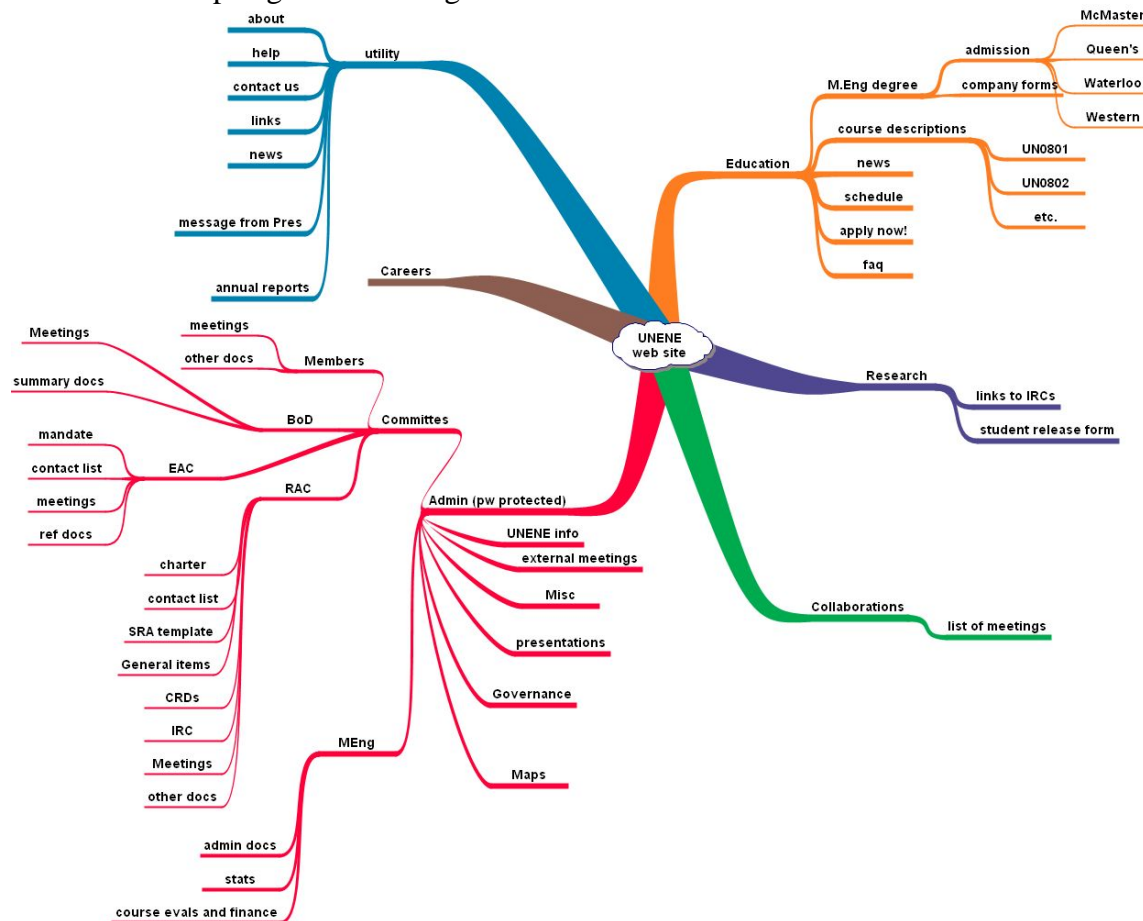 about
help
contact us
links
news
message from Pres
annual reports
utility
Careers
UNENE
web site
McMaster
Queen's
Waterloo
Western
admission
company forms
M.Eng degree
course descriptions
UN0801
UN0802
etc.
Education
news
schedule
apply now!
faq
Research
links to IRCs
student release form
Collaborations
list of meetings
Admin (pw protected)
Committes
Members
meetings
other docs
BoD
Meetings
summary docs
EAC
mandate
contact list
meetings
ref docs
RAC
charter
contact list
SRA template
General items
CRDs
IRC
Meetings
other docs
UNENE info
external meetings
Misc
presentations
Governance
Maps
MEng
admin docs
stats
course evals and finance